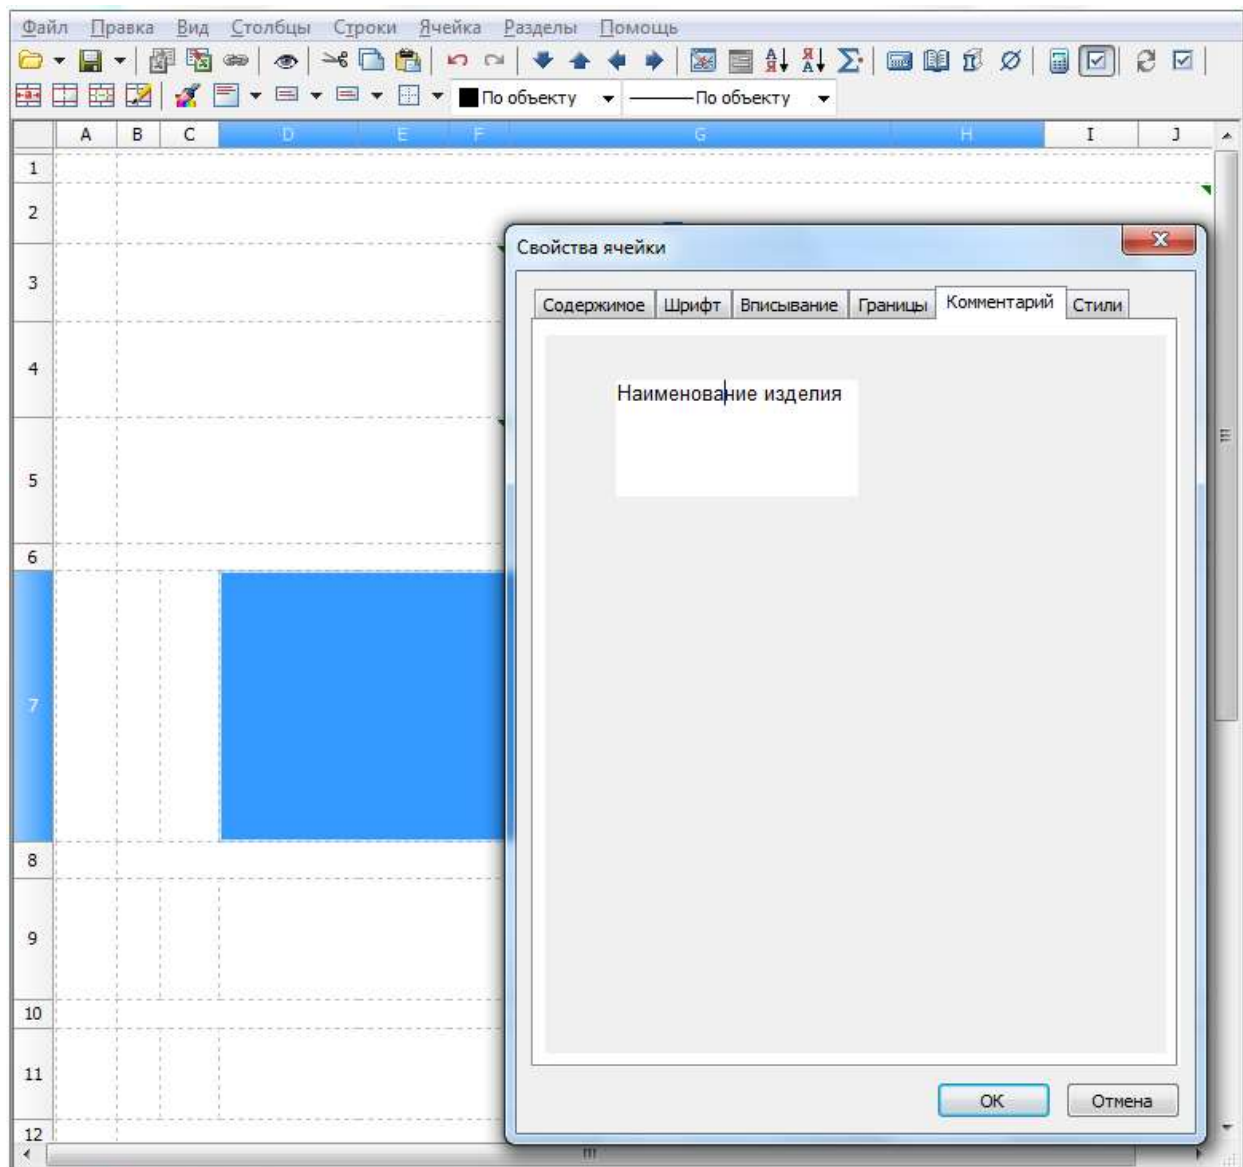 Файл Правка Вид Столбцы Строки Ячейка Разделы Помощь
По объекту По объекту
A B C D E F G H I J
1
2
Свойства ячейки
3
Содержимое Шрифт Вписывание Границы Комментарий Стили
4
Наименование изделия
5
6
7
8
9
10
11
OK Отмена
12